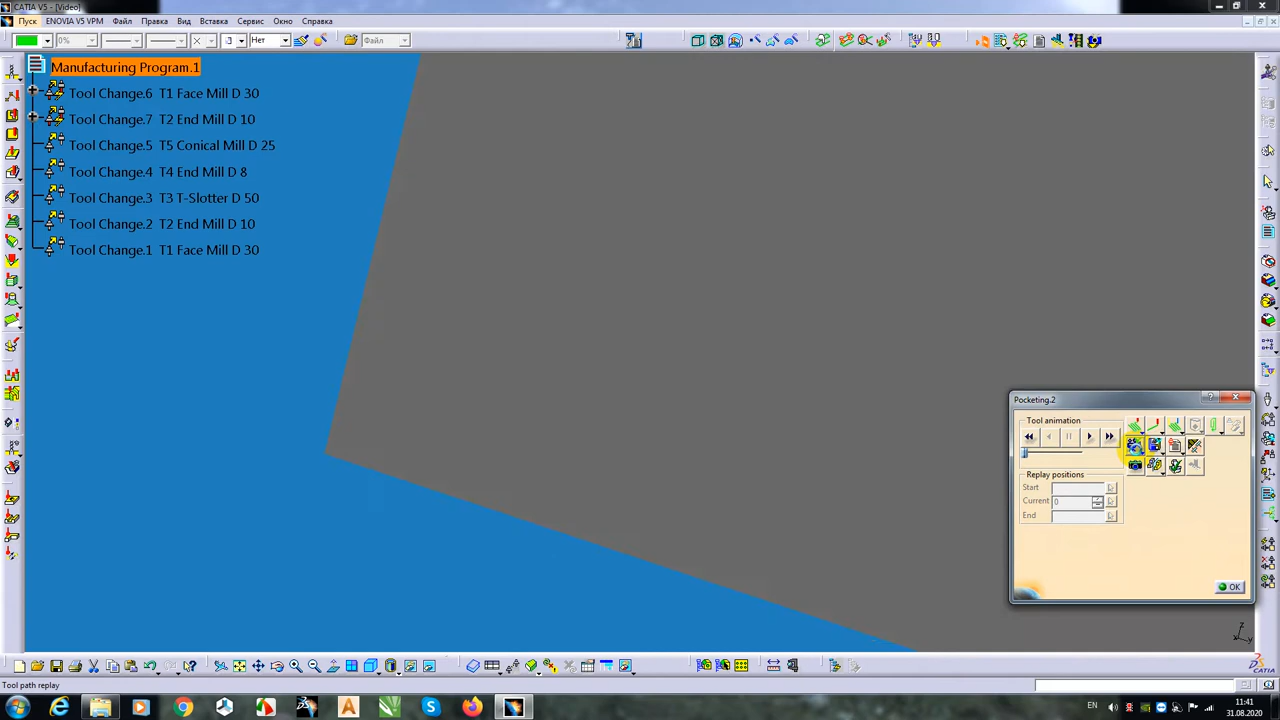 CATIA V5 - [Video]
Пуск ENOVIA V5 VPM Файл Правка Вид Вставка Сервис Окно Справка
0% Нет Файл
Manufacturing Program.1
Tool Change.6 T1 Face Mill D 30
Tool Change.7 T2 End Mill D 10
Tool Change.5 T5 Conical Mill D 25
Tool Change.4 T4 End Mill D 8
Tool Change.3 T3 T-Slotter D 50
Tool Change.2 T2 End Mill D 10
Tool Change.1 T1 Face Mill D 30
Pocketing.2
Tool animation
Replay positions
Start
Current 0
End
OK
Tool path replay
CATIA
EN 11:41
31.08.2020